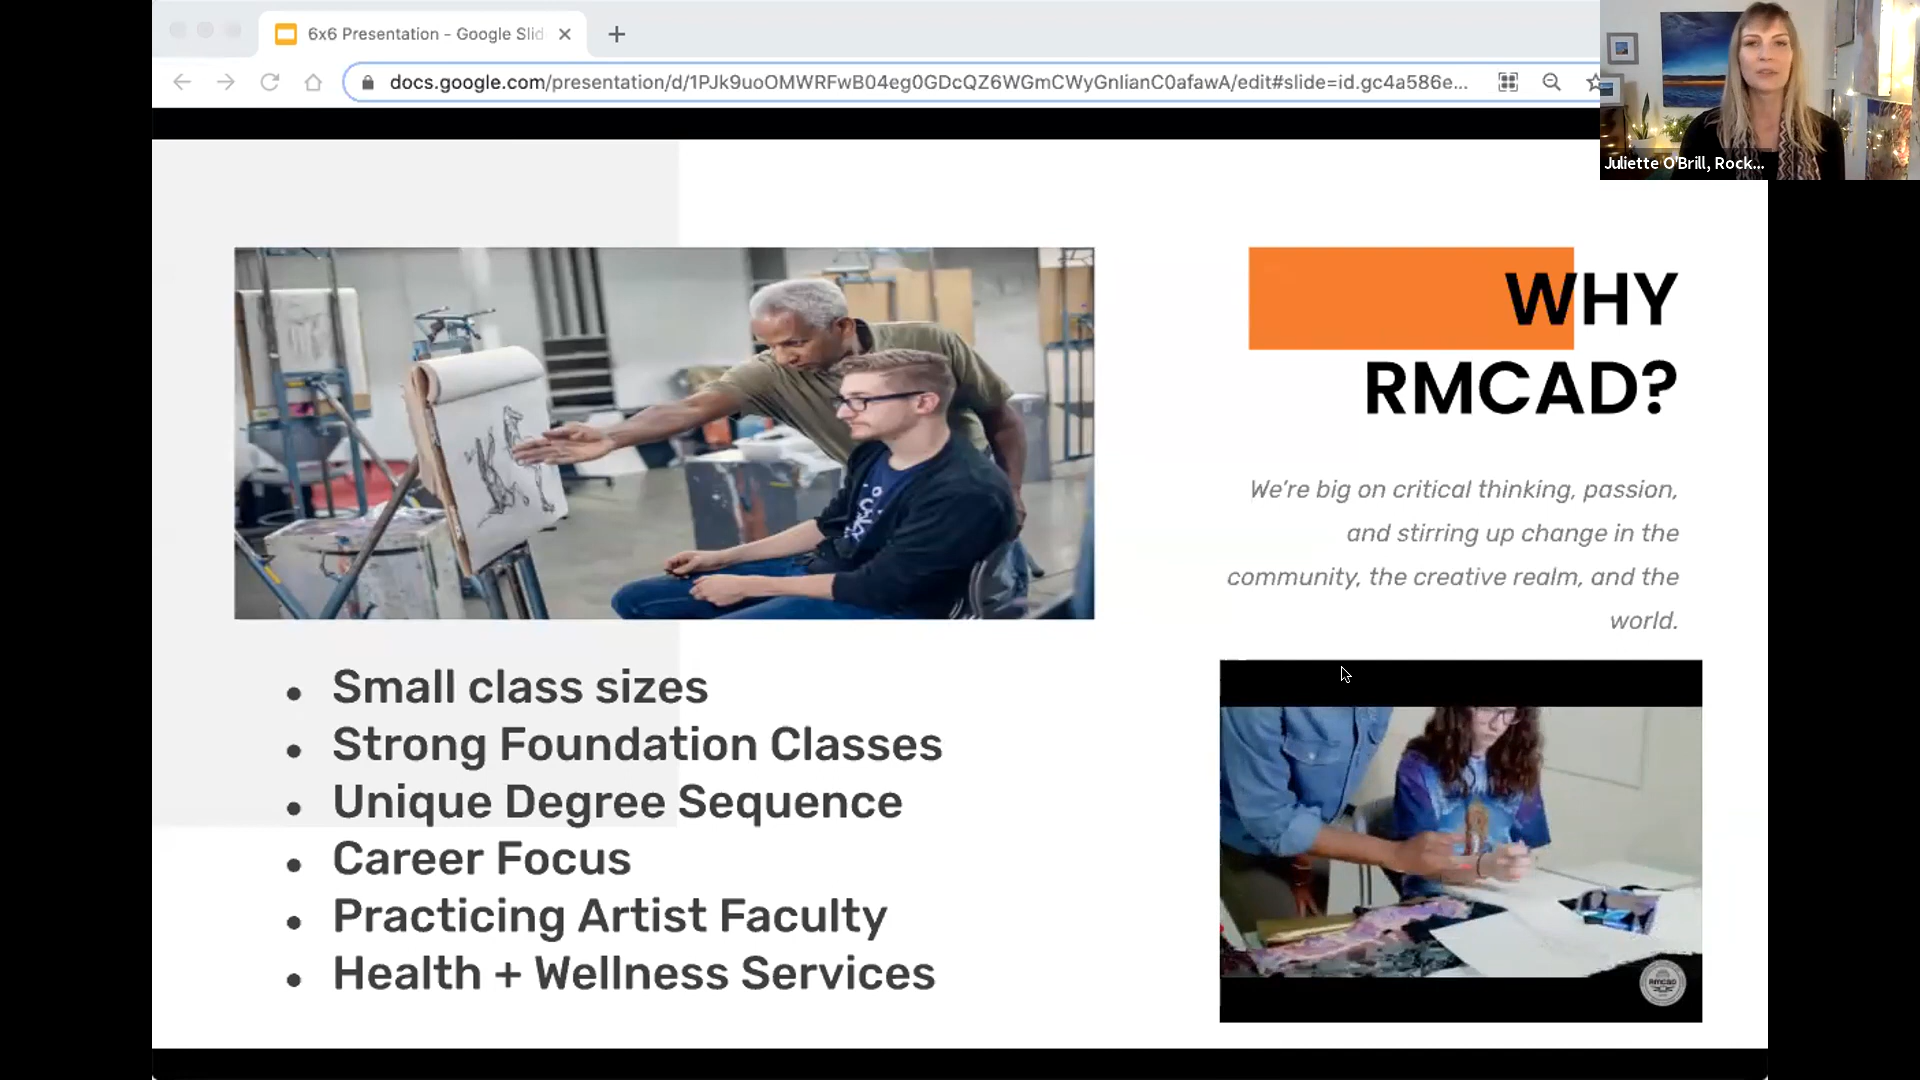 6x6 Presentation - Google Slid
docs.google.com/presentation/d/1PJk9uoOMWRFwB04eg0GDcQZ6WGmCWyGnIianC0afawA/edit#slide=id.gc4a586e...
Juliette O'Brill, Rock...
WHY
RMCAD?
We're big on critical thinking, passion,
and stirring up change in the
community, the creative realm, and the
world.
• Small class sizes
• Strong Foundation Classes
• Unique Degree Sequence
• Career Focus
• Practicing Artist Faculty
• Health + Wellness Services
RMCAD